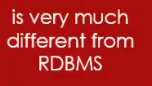 is very much
different from
RDBMS